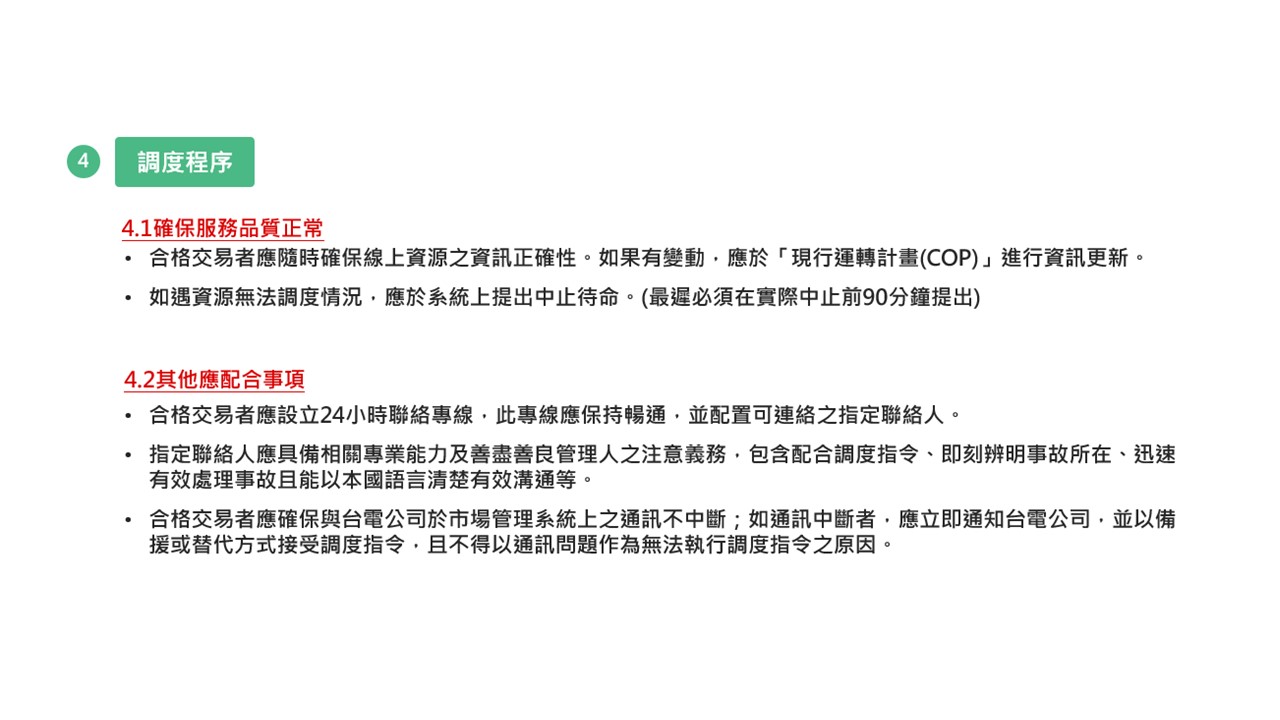 4 調度程序
4.1確保服務品質正常
• 合格交易者應隨時確保線上資源之資訊正確性。如果有變動，應於「現行運轉計畫(COP)」進行資訊更新。
• 如遇資源無法調度情況，應於系統上提出中止待命。(最遲必須在實際中止前90分鐘提出)
4.2其他應配合事項
• 合格交易者應設立24小時聯絡專線，此專線應保持暢通，並配置可連絡之指定聯絡人。
• 指定聯絡人應具備相關專業能力及善盡善良管理人之注意義務，包含配合調度指令、即刻辨明事故所在、迅速
有效處理事故且能以本國語言清楚有效溝通等。
• 合格交易者應確保與台電公司於市場管理系統上之通訊不中斷；如通訊中斷者，應立即通知台電公司，並以備
援或替代方式接受調度指令，且不得以通訊問題作為無法執行調度指令之原因。